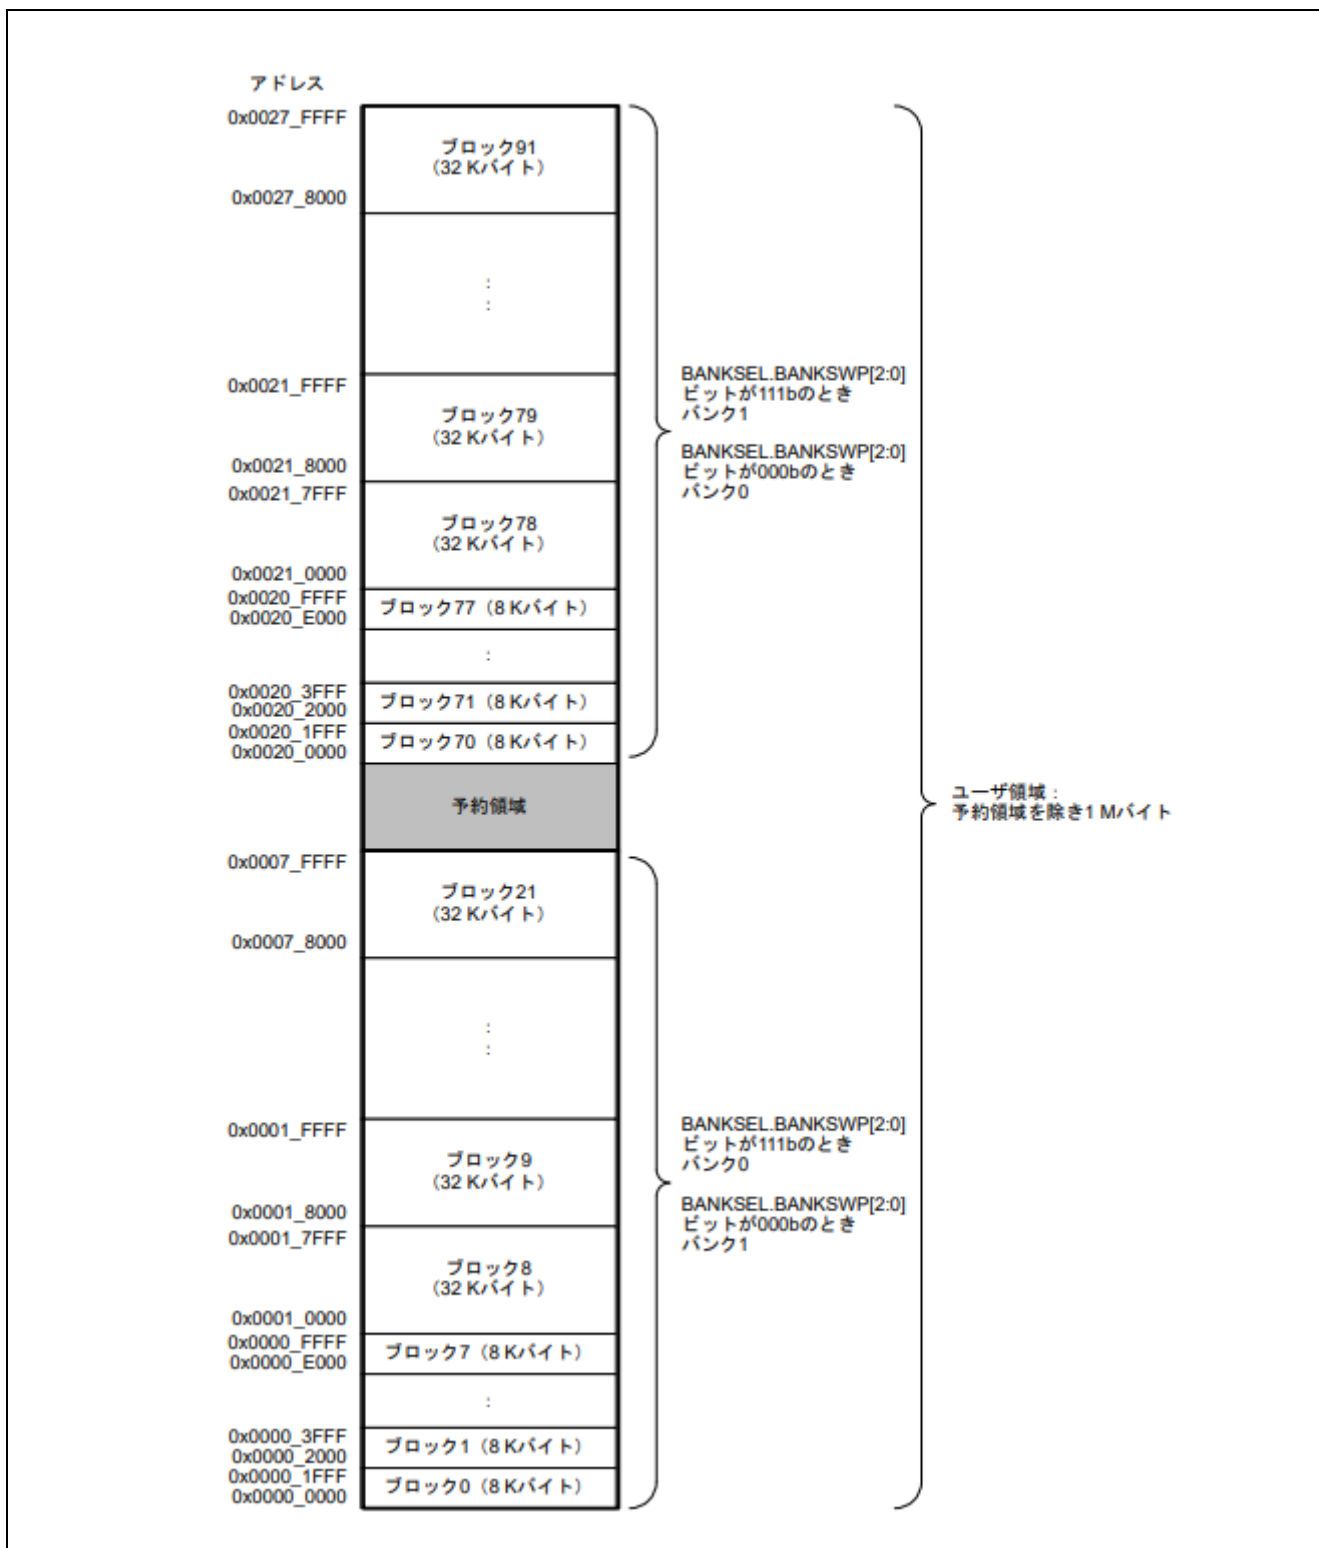 アドレス
0x0027_FFFF
ブロック91
(32 Kバイト)
0x0027_8000
:
:
0x0021_FFFF
ブロック79
(32 Kバイト)
0x0021_8000
0x0021_7FFF
ブロック78
(32 Kバイト)
0x0021_0000
0x0020_FFFF
0x0020_E000
ブロック77(8 Kバイト)
:
0x0020_3FFF
0x0020_2000
ブロック71(8 Kバイト)
0x0020_1FFF
0x0020_0000
ブロック70(8 Kバイト)
BANKSEL.BANKSWP[2:0]
ビットが111bのとき
バンク1
BANKSEL.BANKSWP[2:0]
ビットが000bのとき
バンク0
予約領域
ユーザ領域:
予約領域を除き1 Mバイト
0x0007_FFFF
ブロック21
(32 Kバイト)
0x0007_8000
:
:
0x0001_FFFF
ブロック9
(32 Kバイト)
0x0001_8000
0x0001_7FFF
ブロック8
(32 Kバイト)
0x0001_0000
0x0000_FFFF
0x0000_E000
ブロック7(8 Kバイト)
:
0x0000_3FFF
0x0000_2000
ブロック1(8 Kバイト)
0x0000_1FFF
0x0000_0000
ブロック0(8 Kバイト)
BANKSEL.BANKSWP[2:0]
ビットが111bのとき
バンク0
BANKSEL.BANKSWP[2:0]
ビットが000bのとき
バンク1